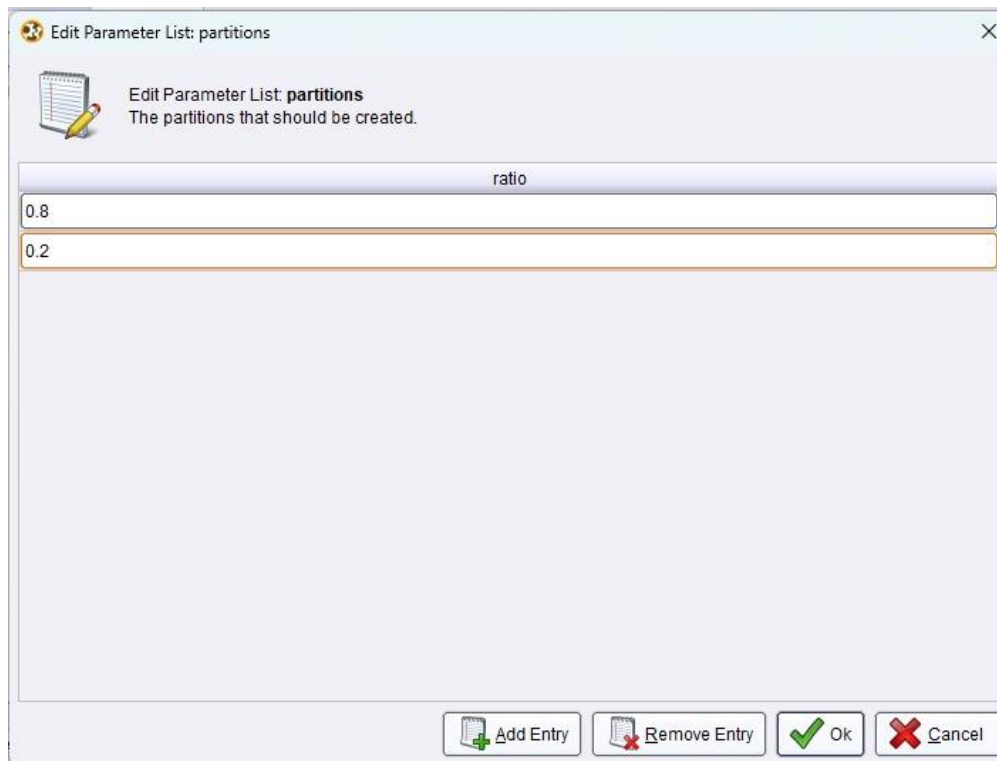 Edit Parameter List: partitions
Edit Parameter List: partitions
The partitions that should be created.
ratio
0.8
0.2
Add Entry
Remove Entry
Ok
Cancel